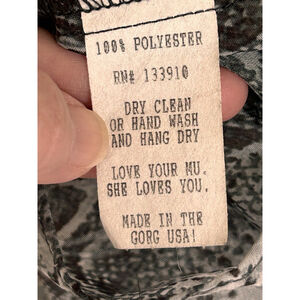 100% POLYESTER
RN# 133910
DRY CLEAN
OR HAND WASH
AND HANG DRY
LOVE YOUR MU.
SHE LOVES YOU.
MADE IN THE
GORG USA!